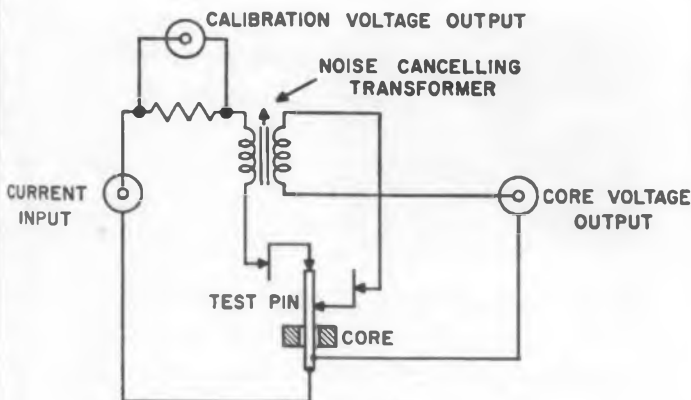 CALIBRATION VOLTAGE OUTPUT
NOISE CANCELLING
TRANSFORMER
CURRENT
INPUT
CORE VOLTAGE
OUTPUT
TEST PIN
CORE